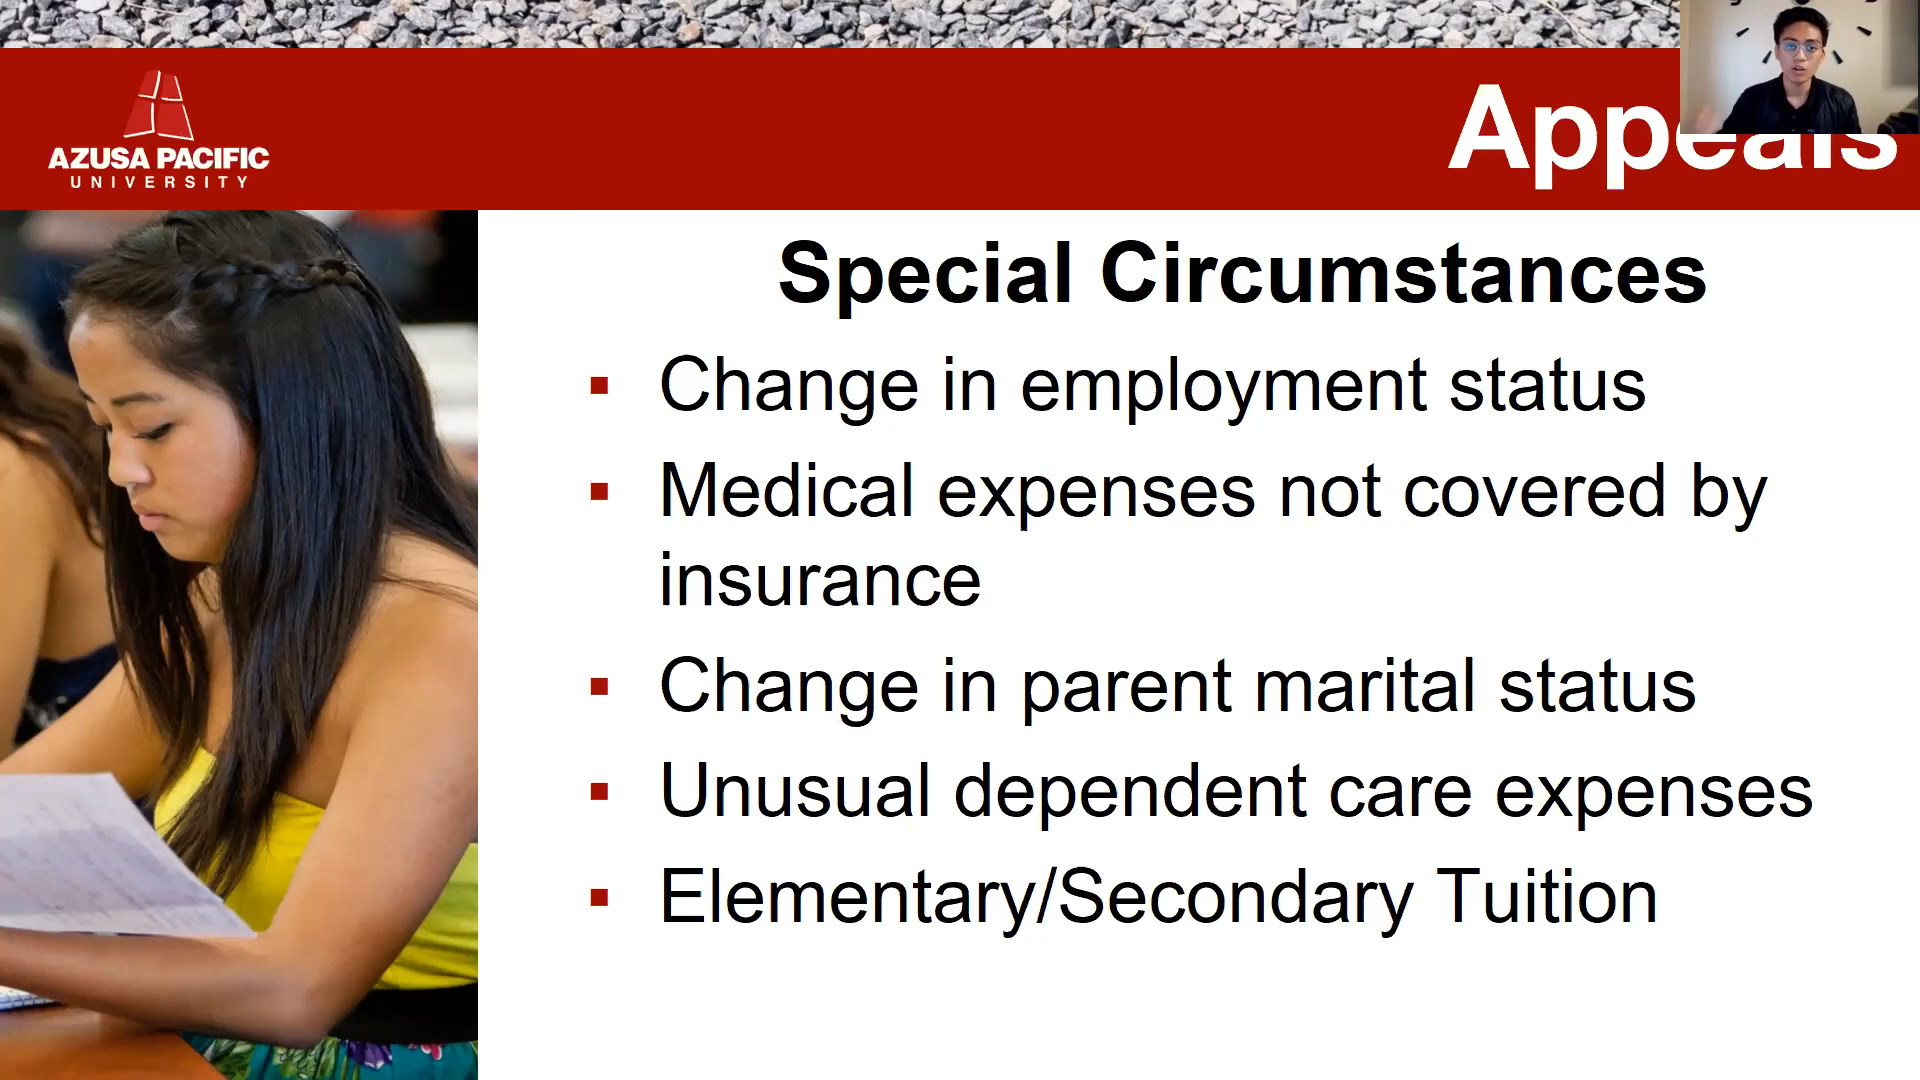 AZUSA PACIFIC
UNIVERSITY
Appeals
Special Circumstances
Change in employment status
Medical expenses not covered by
insurance
Change in parent marital status
Unusual dependent care expenses
Elementary/Secondary Tuition